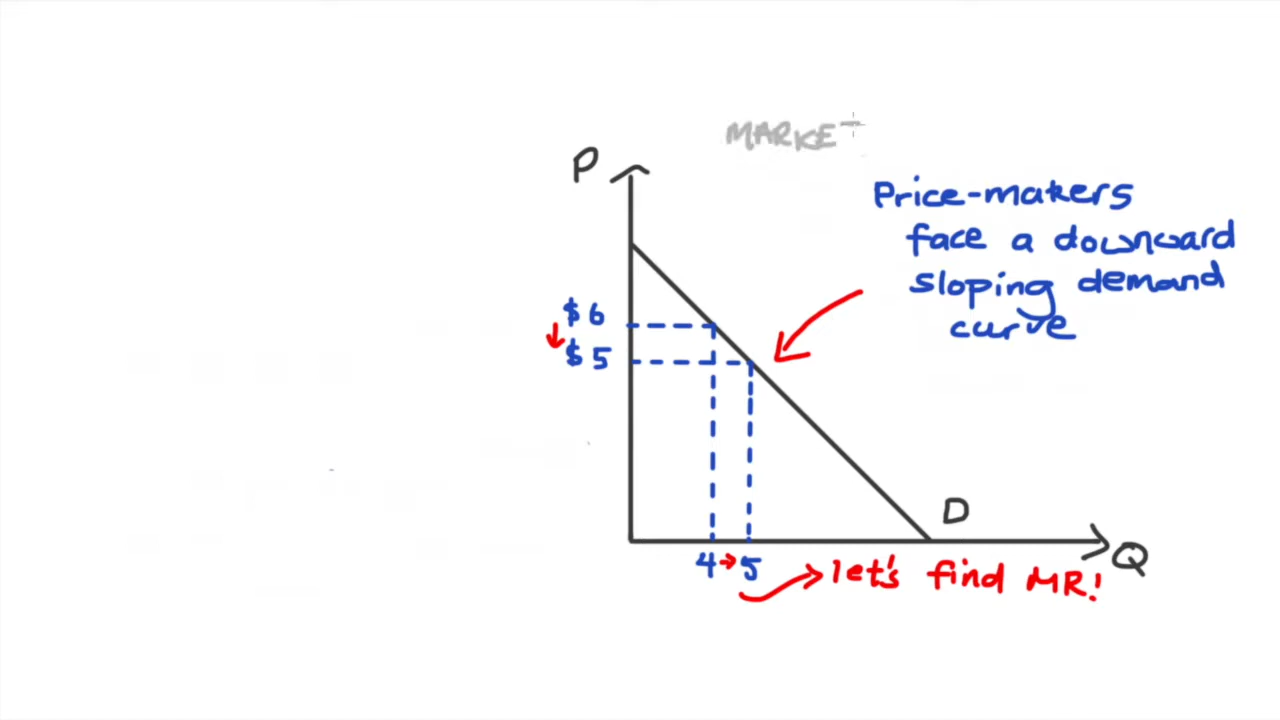 MARKET
P
Price-makers
face a downward
sloping demand
curve
$6
↓
$5
D
4→5
let's find MR!
Q